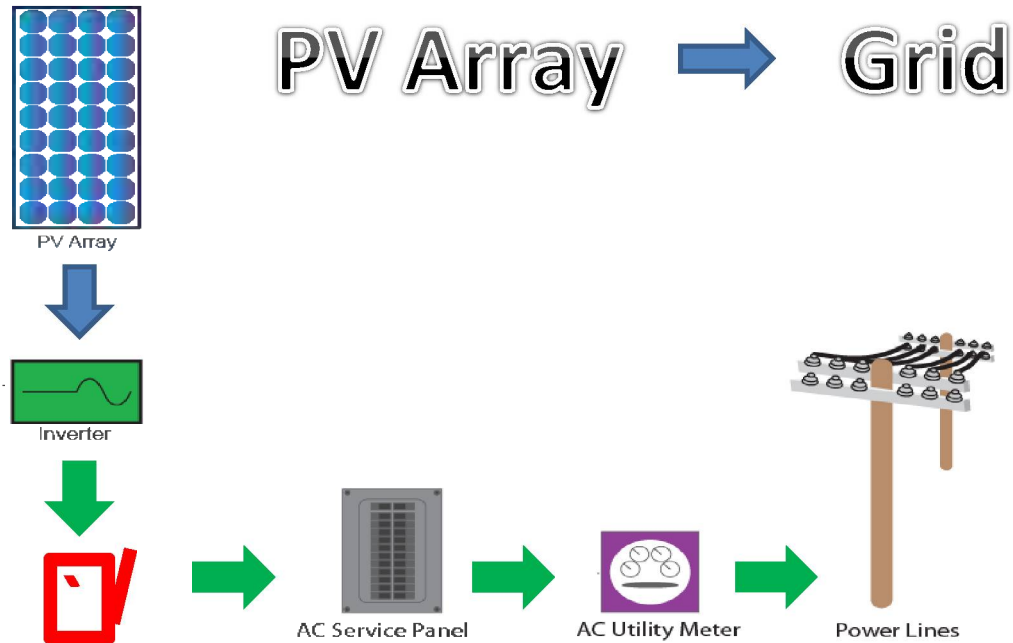 PV Array Grid
PV Array
Inverter
AC Service Panel
AC Utility Meter
Power Lines